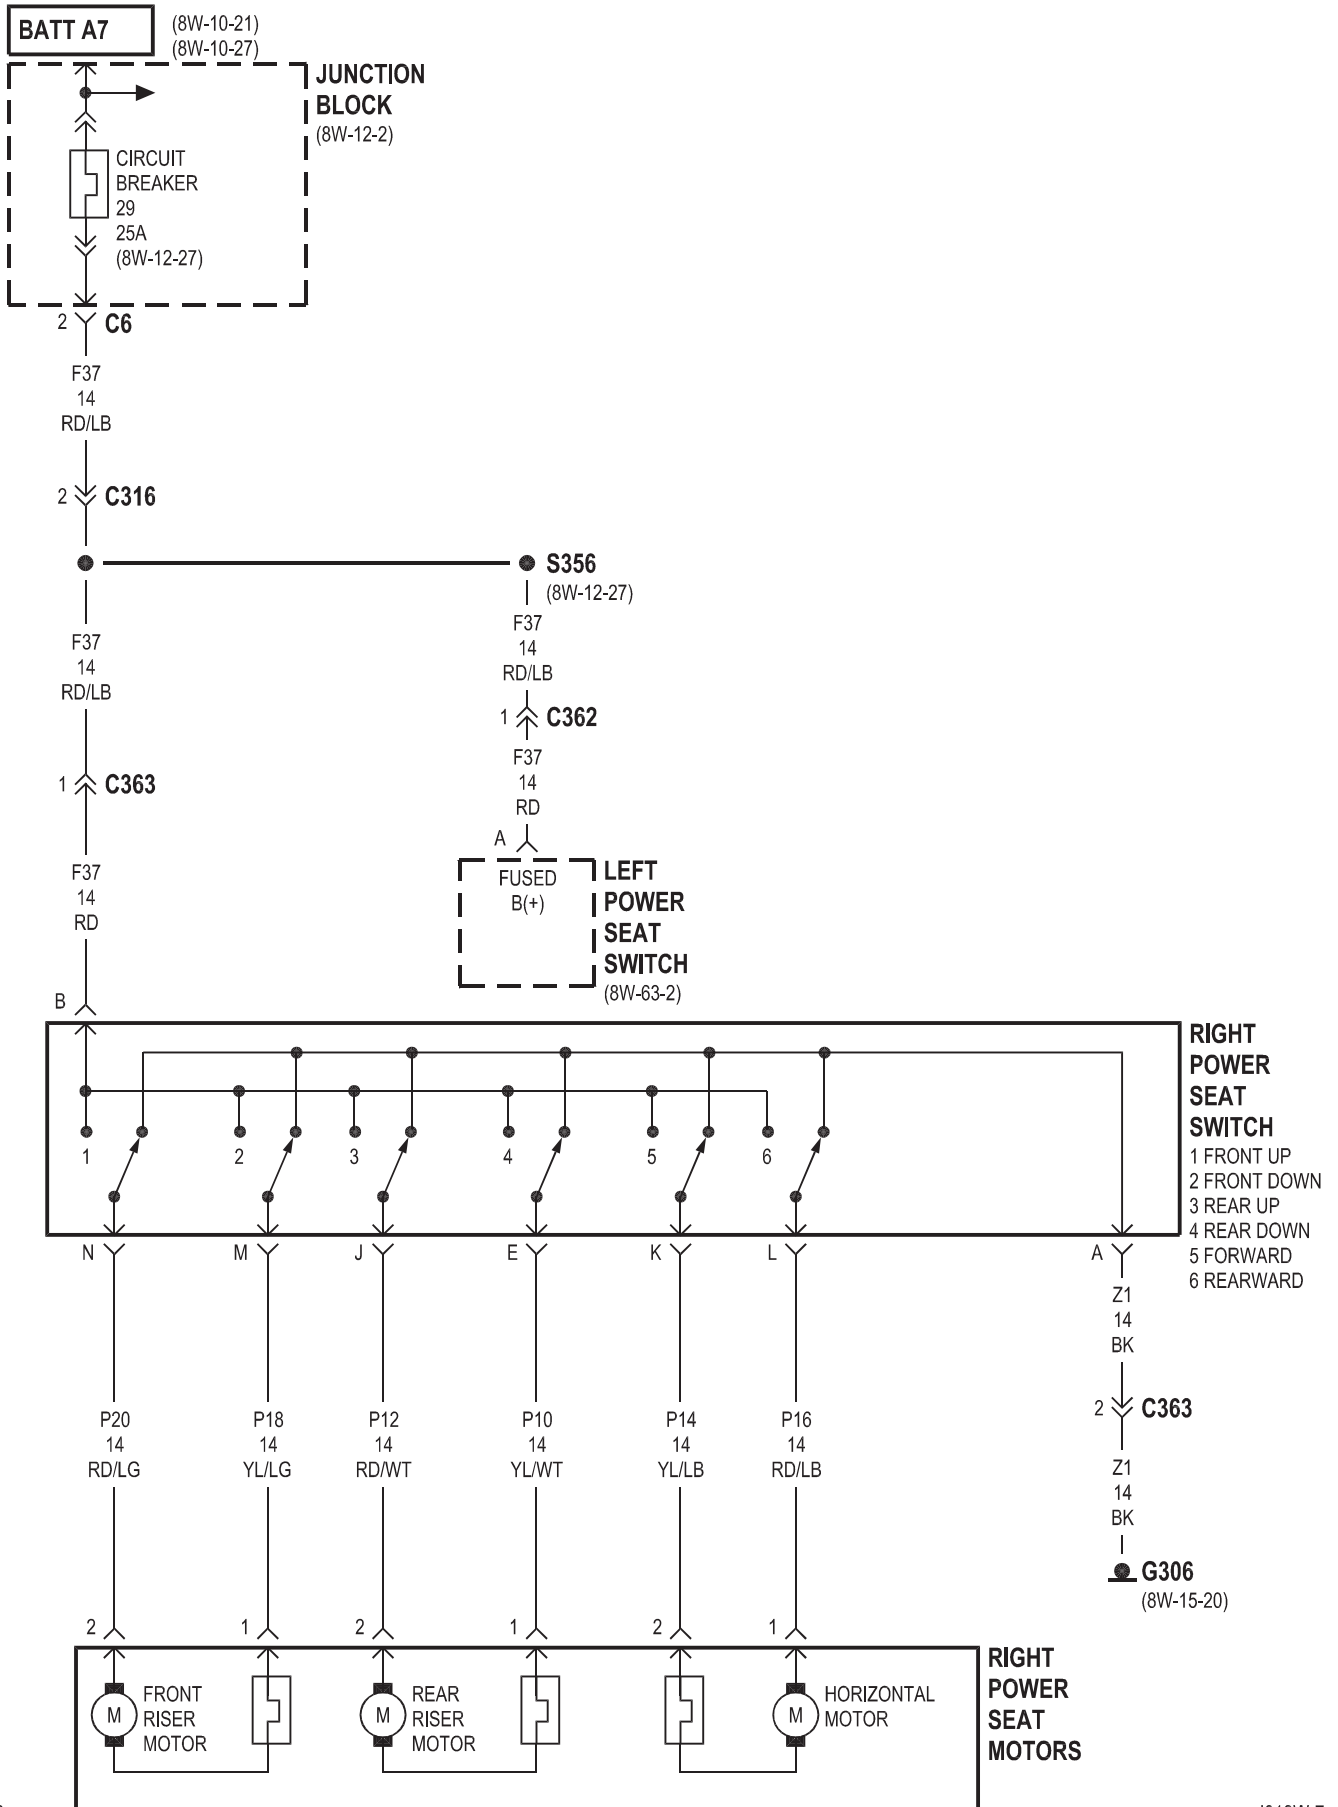 BATT A7
(8W-10-21)
(8W-10-27)
JUNCTION
BLOCK
(8W-12-2)
CIRCUIT
BREAKER
29
25A
(8W-12-27)
2 C6
F37
14
RD/LB
2 C316
S356
(8W-12-27)
F37
14
RD/LB
F37
14
RD/LB
1 C362
F37
14
RD
1 C363
F37
14
RD
A
FUSED
B(+)
LEFT
POWER
SEAT
SWITCH
(8W-63-2)
B
RIGHT
POWER
SEAT
SWITCH
1 FRONT UP
2 FRONT DOWN
3 REAR UP
4 REAR DOWN
5 FORWARD
6 REARWARD
1 2 3 4 5 6
N M J E K L A
Z1
14
BK
2 C363
Z1
14
BK
G306
(8W-15-20)
P20
14
RD/LG
P18
14
YL/LG
P12
14
RD/WT
P10
14
YL/WT
P14
14
YL/LB
P16
14
RD/LB
2 1 2 1 2 1
RIGHT
POWER
SEAT
MOTORS
M
FRONT
RISER
MOTOR
M
REAR
RISER
MOTOR
M
HORIZONTAL
MOTOR